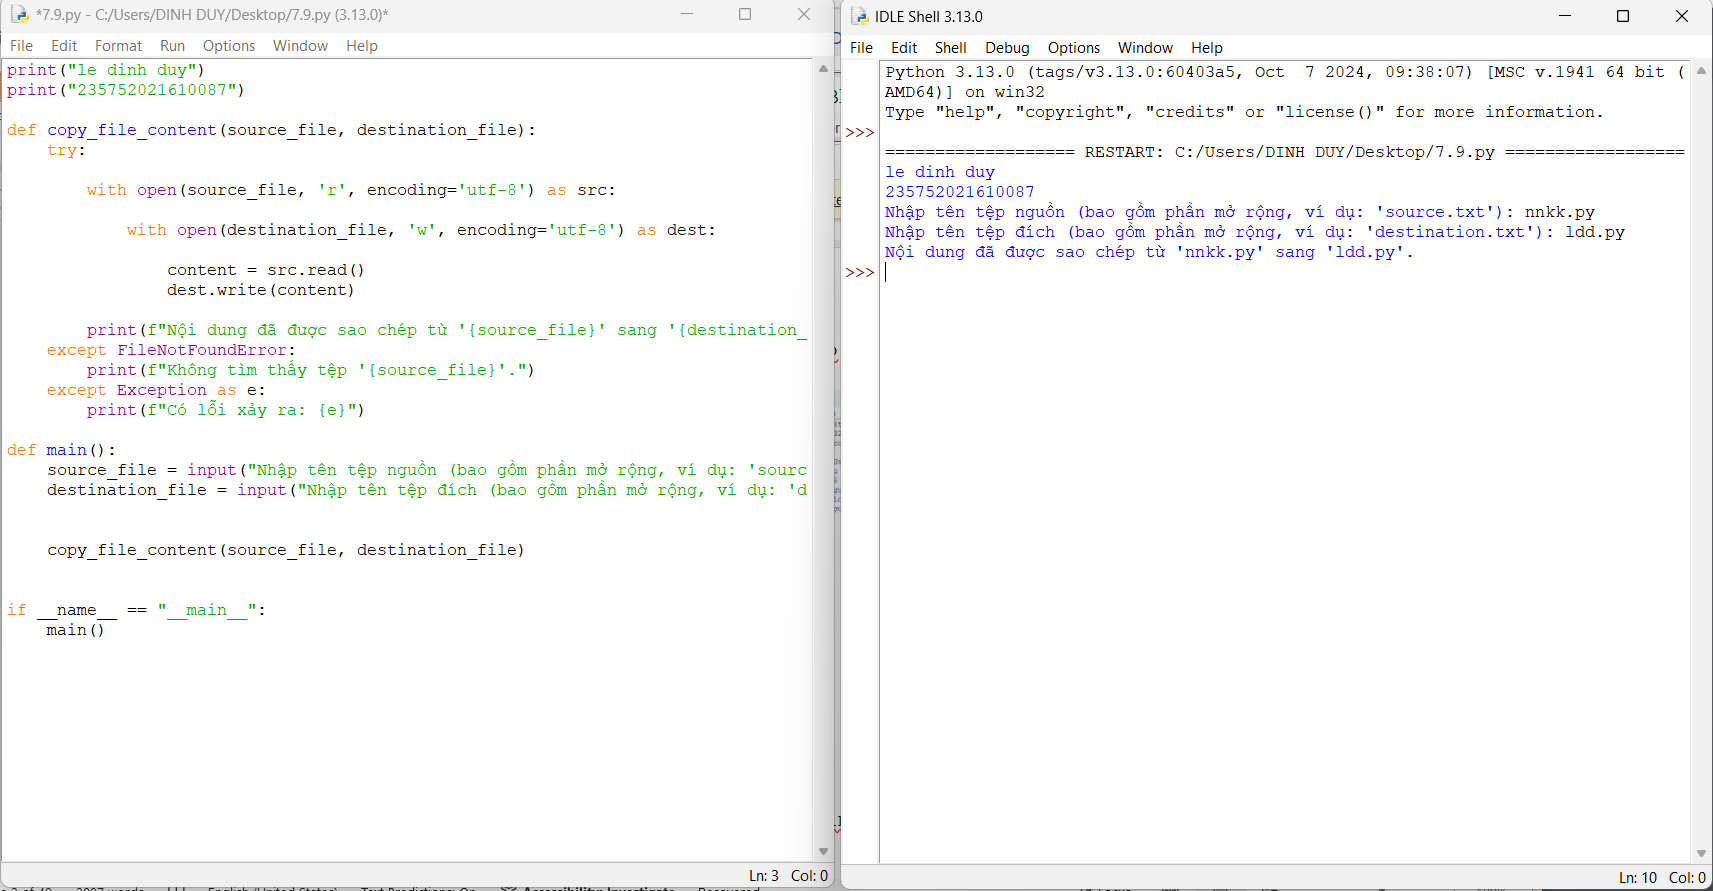 *7.9.py - C:/Users/DINH DUY/Desktop/7.9.py (3.13.0)*
File Edit Format Run Options Window Help
print("le dinh duy")
print("235752021610087")
def copy_file_content(source_file, destination_file):
try:
with open(source_file, 'r', encoding='utf-8') as src:
with open(destination_file, 'w', encoding='utf-8') as dest:
content = src.read()
dest.write(content)
print(f"Nội dung đã được sao chép từ '{source_file}' sang '{destination_
except FileNotFoundError:
print(f"Không tìm thấy tệp '{source_file}'.")
except Exception as e:
print(f"Có lỗi xảy ra: {e}")
def main():
source_file = input("Nhập tên tệp nguồn (bao gồm phần mở rộng, ví dụ: 'sourc
destination_file = input("Nhập tên tệp đích (bao gồm phần mở rộng, ví dụ: 'd
copy_file_content(source_file, destination_file)
if __name__ == "__main__":
main()
Ln: 3 Col: 0
IDLE Shell 3.13.0
File Edit Shell Debug Options Window Help
Python 3.13.0 (tags/v3.13.0:60403a5, Oct 7 2024, 09:38:07) [MSC v.1941 64 bit (
AMD64)] on win32
Type "help", "copyright", "credits" or "license()" for more information.
>>>
=================== RESTART: C:/Users/DINH DUY/Desktop/7.9.py ==================
le dinh duy
235752021610087
Nhập tên tệp nguồn (bao gồm phần mở rộng, ví dụ: 'source.txt'): nnkk.py
Nhập tên tệp đích (bao gồm phần mở rộng, ví dụ: 'destination.txt'): ldd.py
Nội dung đã được sao chép từ 'nnkk.py' sang 'ldd.py'.
>>>
Ln: 10 Col: 0